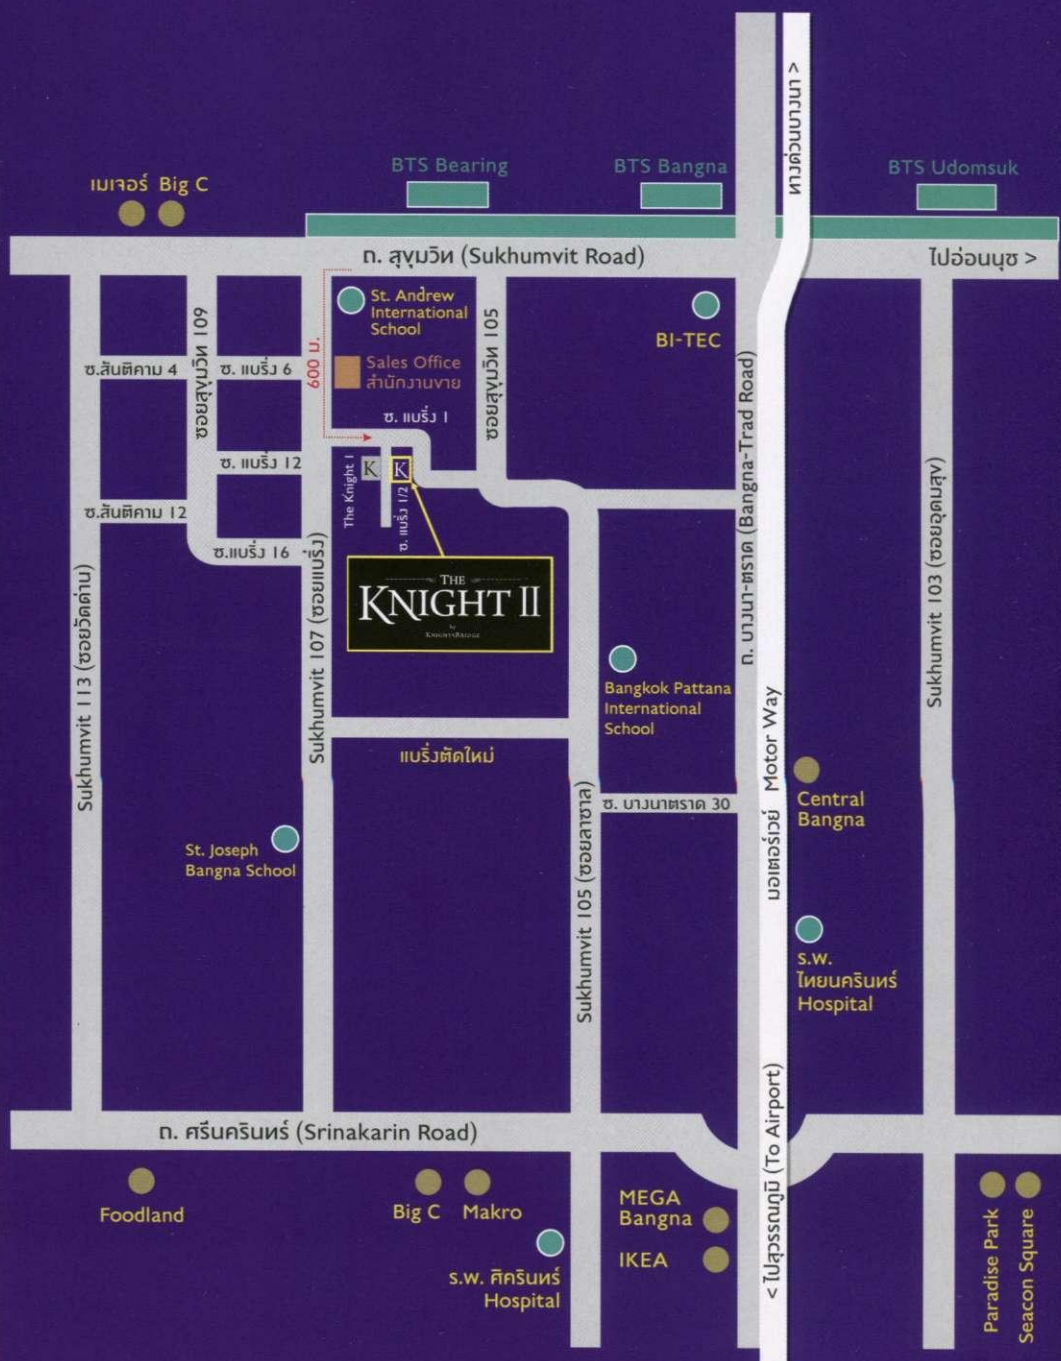 ทางด่วนบางนา >
BTS Bearing
BTS Bangna
BTS Udomsuk
เมเจอร์ Big C
ถ. สุขุมวิท (Sukhumvit Road)
ไปอ่อนนุช >
St. Andrew
International
School
BI-TEC
Sales Office
สำนักงานขาย
600 ม.
ซอยสุขุมวิท 109
ซอยสุขุมวิท 105
ซ.สันติคาม 4
ซ. แบริ่ง 6
ซ. แบริ่ง 1
ซ. แบริ่ง 12
The Knight I
K
K
ซ. แบริ่ง 1/2
ซ.สันติคาม 12
ซ.แบริ่ง 16
THE
KNIGHT II
by
KNIGHTSBRIDGE
Sukhumvit 113 (ซอยวัดด่าน)
Sukhumvit 107 (ซอยแบริ่ง)
ถ. บางนา-ตราด (Bangna-Trad Road)
Sukhumvit 103 (ซอยอุดมสุข)
Bangkok Pattana
International
School
แบริ่งตัดใหม่
มอเตอร์เวย์ Motor Way
Central
Bangna
ซ. บางนาตราด 30
Sukhumvit 105 (ซอยลาซาล)
St. Joseph
Bangna School
ร.พ.
ไทยนครินทร์
Hospital
ถ. ศรีนครินทร์ (Srinakarin Road)
< ไปสุวรรณภูมิ (To Airport)
Foodland
Big C
Makro
MEGA
Bangna
IKEA
ร.พ. ศิครินทร์
Hospital
Paradise Park
Seacon Square